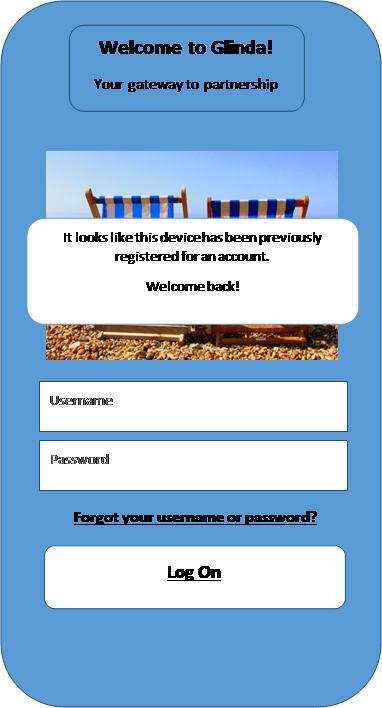 Welcome to Glinda!
Your gateway to partnership
It looks like this device has been previously
registered for an account.
Welcome back!
Username
Password
Forgot your username or password?
Log On